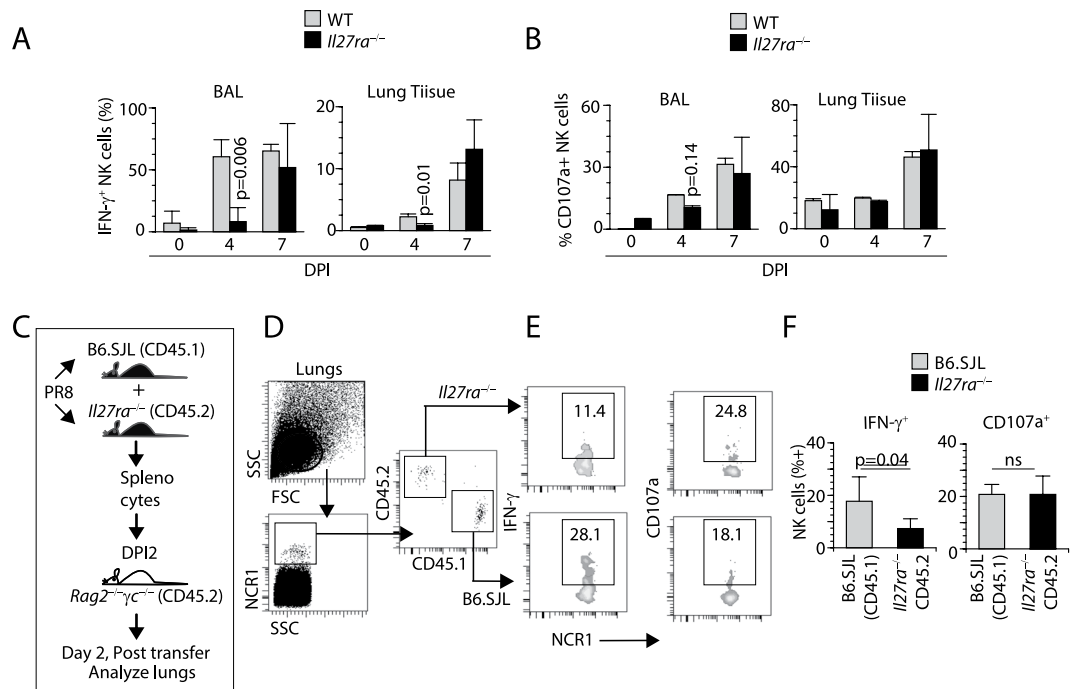 A
WT
Il27ra–/–
BAL
Lung Tiisue
IFN-γ+ NK cells (%)
100
50
0
p=0.006
20
15
10
5
0
p=0.01
0 4 7
0 4 7
DPI
B
WT
Il27ra–/–
BAL
Lung Tiisue
% CD107a+ NK cells
60
30
0
p=0.14
80
60
40
20
0
0 4 7
0 4 7
DPI
C
B6.SJL (CD45.1)
PR8
+
Il27ra–/– (CD45.2)
Spleno
cytes
DPI2
Rag2–/–γc–/– (CD45.2)
Day 2, Post transfer
Analyze lungs
D
Lungs
SSC
FSC
NCR1
SSC
Il27ra–/–
CD45.2
CD45.1
B6.SJL
E
IFN-γ
11.4
28.1
CD107a
24.8
18.1
NCR1
F
B6.SJL
Il27ra–/–
IFN-γ+
CD107a+
NK cells (%+)
40
20
0
p=0.04
40
20
0
ns
B6.SJL
(CD45.1)
Il27ra–/–
CD45.2
B6.SJL
(CD45.1)
Il27ra–/–
CD45.2